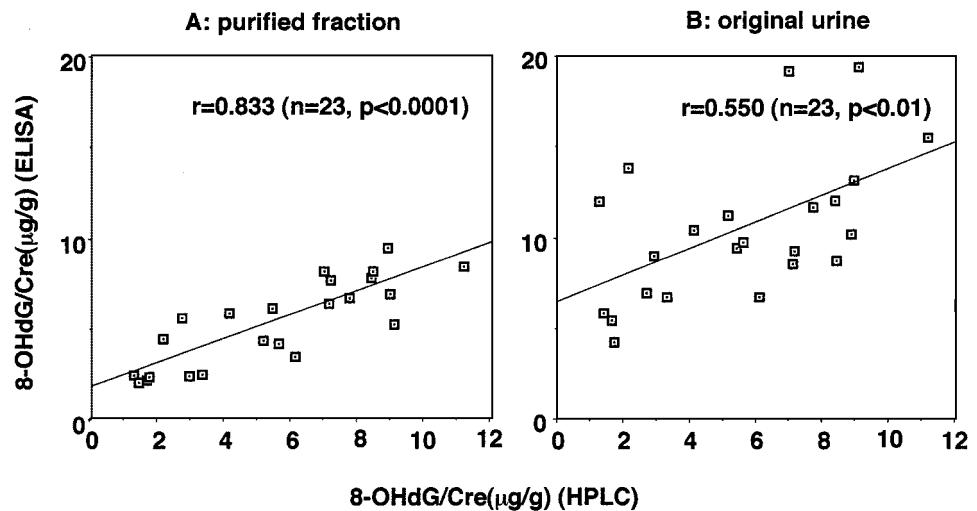 A: purified fraction
B: original urine
8-OHdG/Cre(µg/g) (ELISA)
20
10
0
r=0.833 (n=23, p<0.0001)
0 2 4 6 8 10 12
20
10
0
r=0.550 (n=23, p<0.01)
0 2 4 6 8 10 12
8-OHdG/Cre(µg/g) (HPLC)